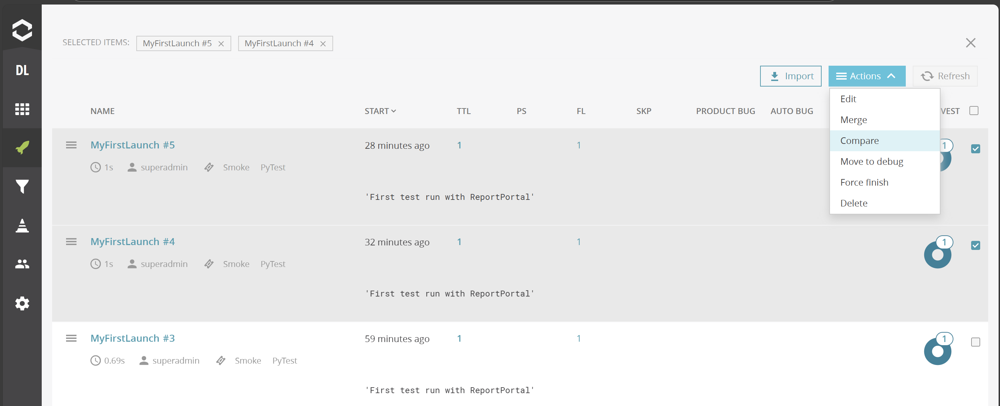 SELECTED ITEMS: MyFirstLaunch #5 MyFirstLaunch #4
DL
Import Actions Refresh
Edit
Merge
Compare
Move to debug
Force finish
Delete
NAME START TTL PS FL SKP PRODUCT BUG AUTO BUG VEST
MyFirstLaunch #5 28 minutes ago 1 1 1
1s superadmin Smoke PyTest
'First test run with ReportPortal'
MyFirstLaunch #4 32 minutes ago 1 1 1
1s superadmin Smoke PyTest
'First test run with ReportPortal'
MyFirstLaunch #3 59 minutes ago 1 1 1
0.69s superadmin Smoke PyTest
'First test run with ReportPortal'